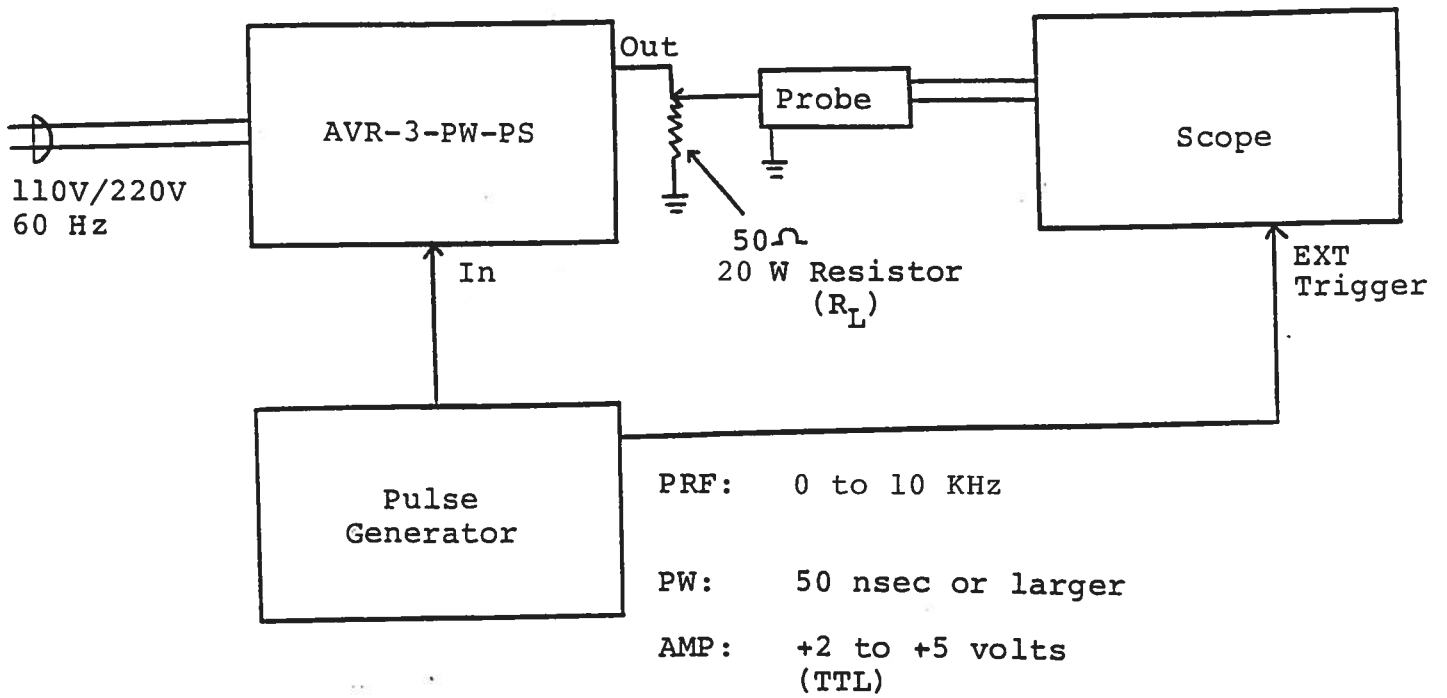 Out
AVR-3-PW-PS
Probe
Scope
110V/220V
60 Hz
50Ω
20 W Resistor
(RL)
In
EXT
Trigger
Pulse
Generator
PRF: 0 to 10 KHz
PW: 50 nsec or larger
AMP: +2 to +5 volts
(TTL)